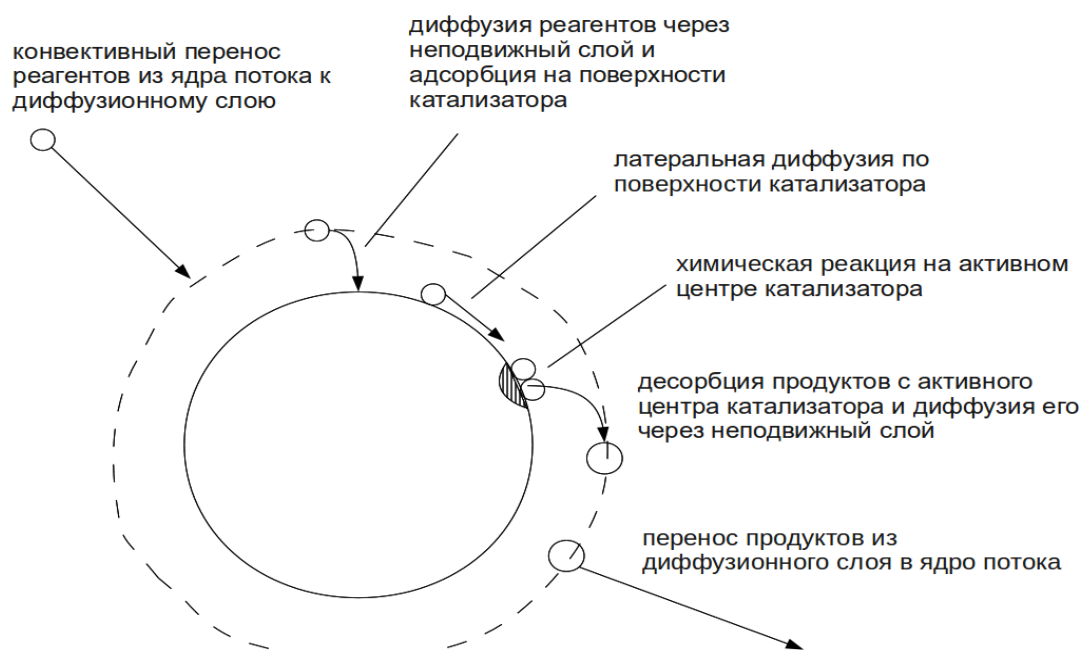 конвективный перенос
реагентов из ядра потока к
диффузионному слою
диффузия реагентов через
неподвижный слой и
адсорбция на поверхности
катализатора
латеральная диффузия по
поверхности катализатора
химическая реакция на активном
центре катализатора
десорбция продуктов с активного
центра катализатора и диффузия его
через неподвижный слой
перенос продуктов из
диффузионного слоя в ядро потока